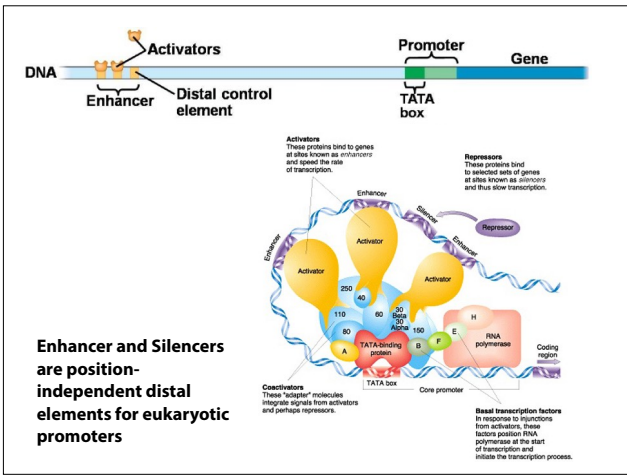 Activators
Promoter
Gene
DNA
Enhancer
Distal control
element
TATA
box
Activators
These proteins bind to genes
at sites known as enhancers
and speed the rate
of transcription.
Repressors
These proteins bind
to selected sets of genes
at sites known as silencers
and thus slow transcription.
Enhancer
Silencer
Repressor
Enhancer
Enhancer
Activator
Activator
Activator
250
40
110
60
30
Beta
30
Alpha
150
80
H
E
F
B
A
TATA-binding
protein
RNA
polymerase
Coding
region
TATA box
Core promoter
Coactivators
These "adapter" molecules
integrate signals from activators
and perhaps repressors.
Basal transcription factors
In response to injunctions
from activators, these
factors position RNA
polymerase at the start
of transcription and
initiate the transcription process.
Enhancer and Silencers
are position-
independent distal
elements for eukaryotic
promoters